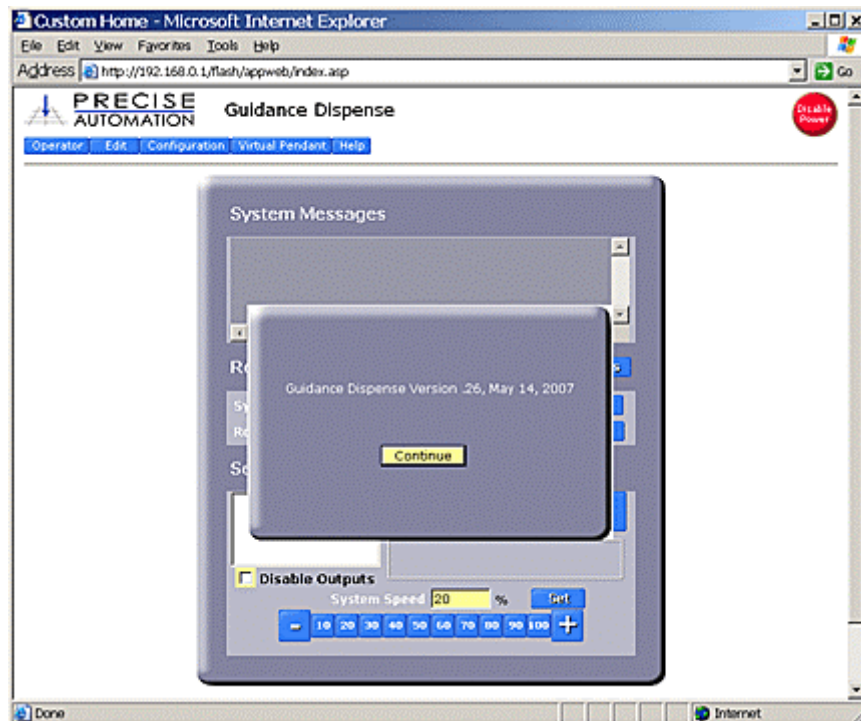 Custom Home - Microsoft Internet Explorer
File Edit View Favorites Tools Help
Address http://192.168.0.1/flash/appweb/index.asp Go
PRECISE AUTOMATION
Guidance Dispense
Disable Power
Operator Edit Configuration Virtual Pendant Help
System Messages
Guidance Dispense Version .26, May 14, 2007
Continue
Disable Outputs
System Speed 20 % Set
- 10 20 30 40 50 60 70 80 90 100 +
Done Internet